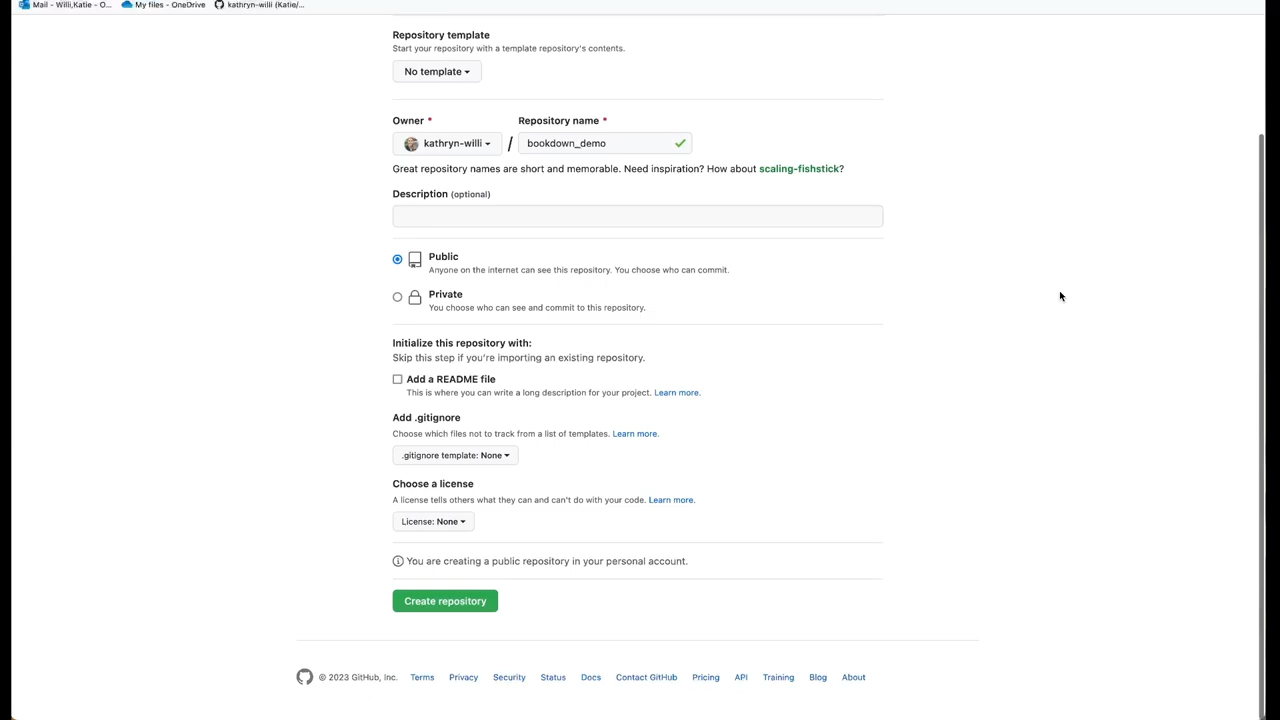 Mail - Willi,Katie - O... My files - OneDrive kathryn-willi (Katie/...
Repository template
Start your repository with a template repository's contents.
No template
Owner * Repository name *
kathryn-willi / bookdown_demo
Great repository names are short and memorable. Need inspiration? How about scaling-fishstick?
Description (optional)
Public
Anyone on the internet can see this repository. You choose who can commit.
Private
You choose who can see and commit to this repository.
Initialize this repository with:
Skip this step if you're importing an existing repository.
Add a README file
This is where you can write a long description for your project. Learn more.
Add .gitignore
Choose which files not to track from a list of templates. Learn more.
.gitignore template: None
Choose a license
A license tells others what they can and can't do with your code. Learn more.
License: None
You are creating a public repository in your personal account.
Create repository
© 2023 GitHub, Inc. Terms Privacy Security Status Docs Contact GitHub Pricing API Training Blog About